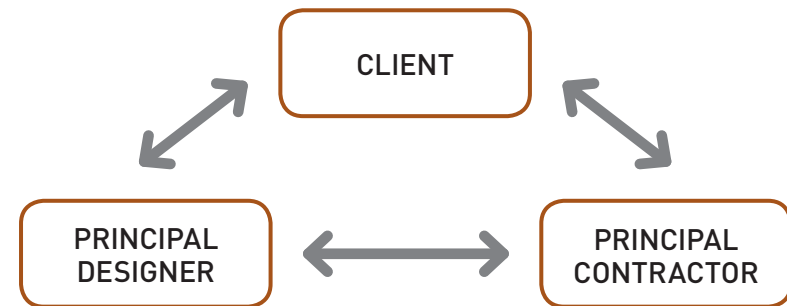 CLIENT
PRINCIPAL
DESIGNER
PRINCIPAL
CONTRACTOR